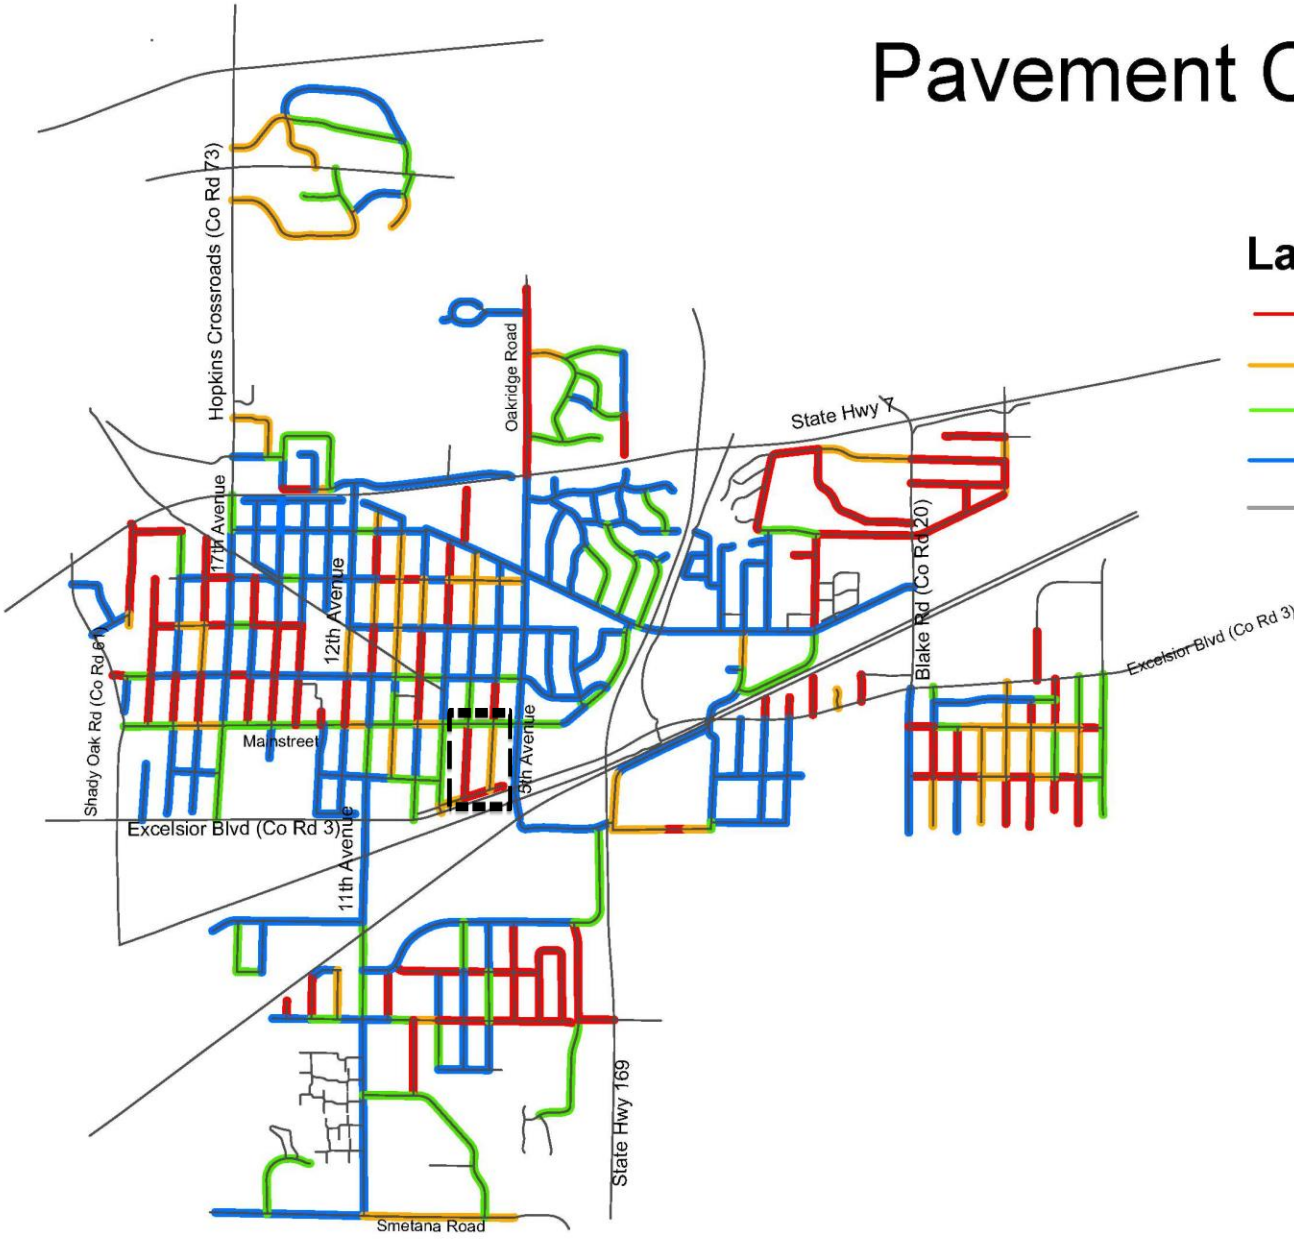 Pavement C
Hopkins Crossroads (Co Rd 73)
La
Oakridge Road
State Hwy 7
17th Avenue
12th Avenue
Blake Rd (Co Rd 20)
Excelsior Blvd (Co Rd 3)
Shady Oak Rd (Co Rd 61)
Mainstreet
5th Avenue
Excelsior Blvd (Co Rd 3)
11th Avenue
State Hwy 169
Smetana Road